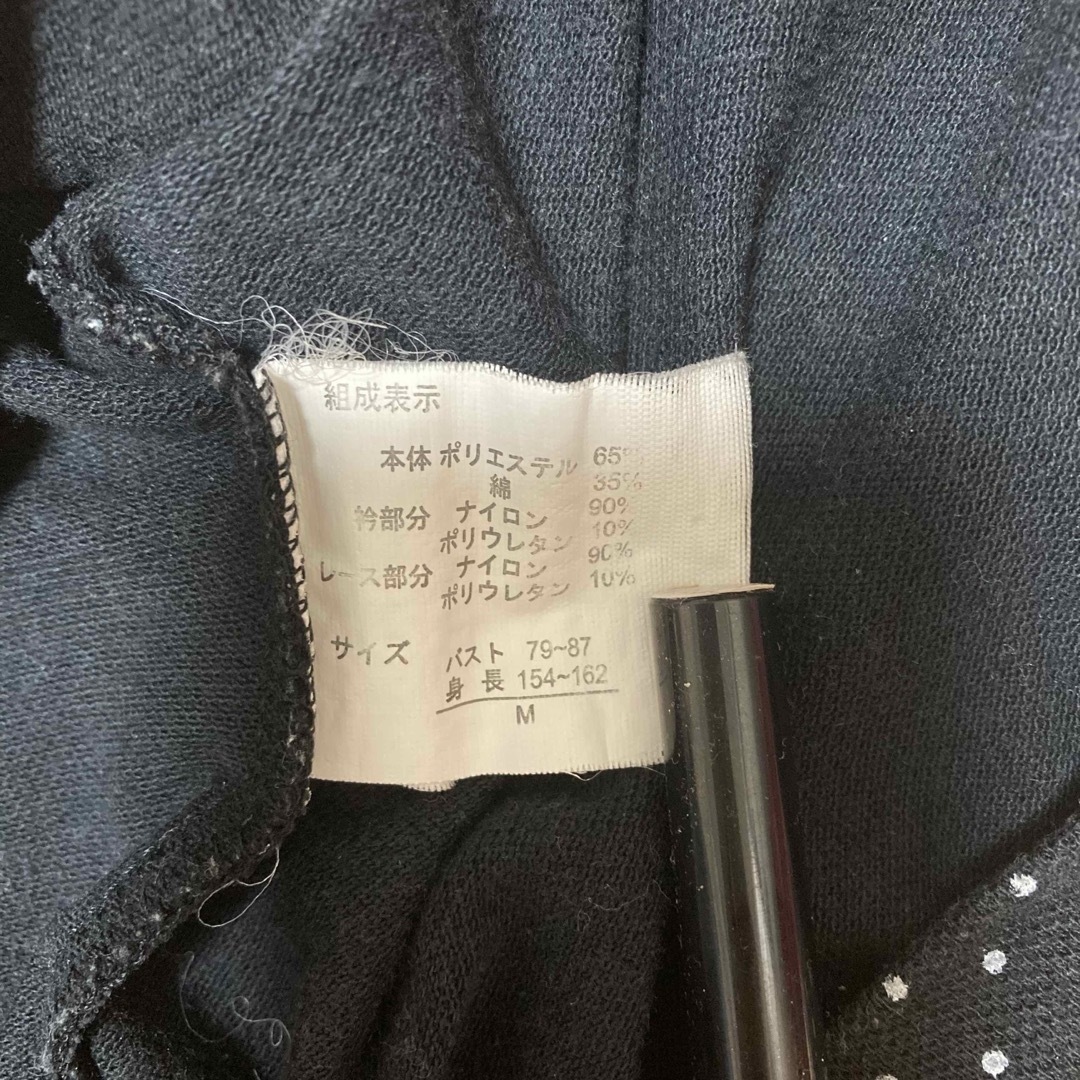 組成表示
本体 ポリエステル 65%
綿 35%
衿部分 ナイロン 90%
ポリウレタン 10%
レース部分 ナイロン 90%
ポリウレタン 10%
サイズ バスト 79~87
身長 154~162
M